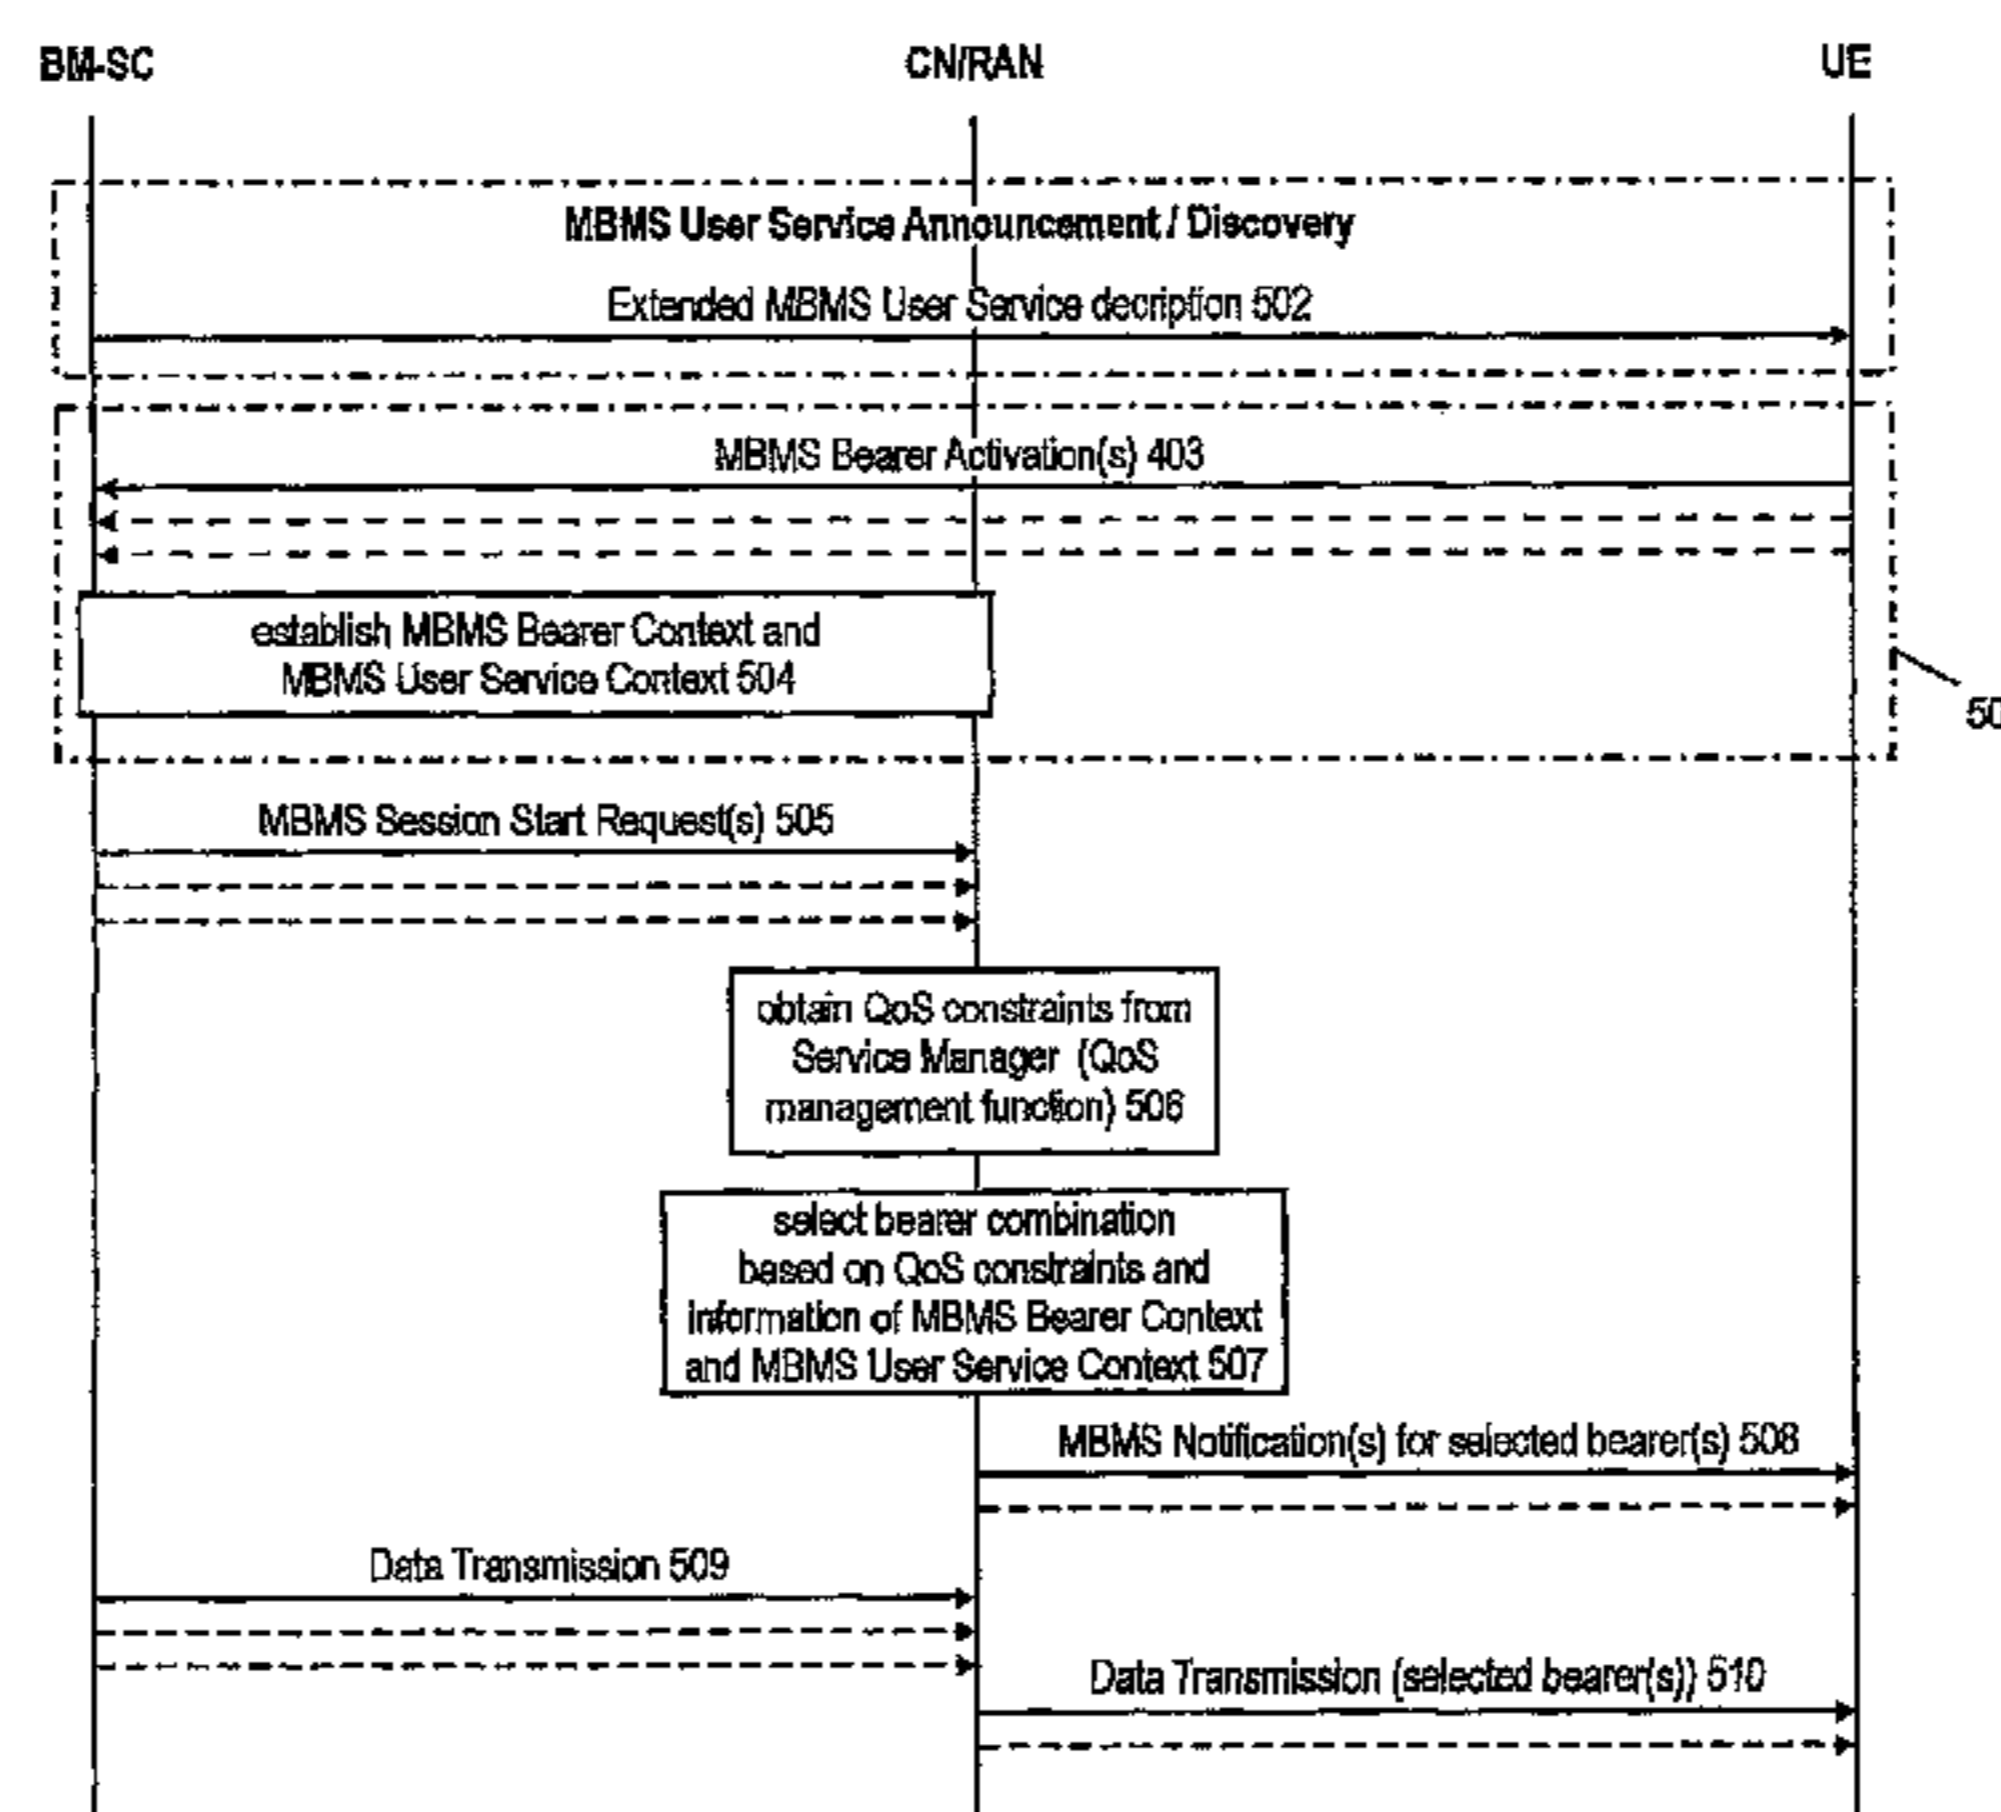 BM-SC CN/RAN UE
MBMS User Service Announcement / Discovery
Extended MBMS User Service decription 502
MBMS Bearer Activation(s) 403
establish MBMS Bearer Context and
MBMS User Service Context 504
50
MBMS Session Start Request(s) 505
obtain QoS constraints from
Service Manager (QoS
management function) 506
select bearer combination
based on QoS constraints and
information of MBMS Bearer Context
and MBMS User Service Context 507
MBMS Notification(s) for selected bearer(s) 508
Data Transmission 509
Data Transmission (selected bearer(s)) 510